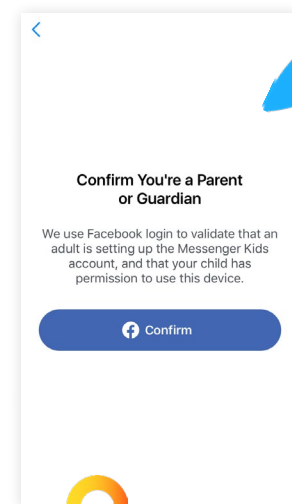 Confirm You're a Parent
or Guardian
We use Facebook login to validate that an
adult is setting up the Messenger Kids
account, and that your child has
permission to use this device.
Confirm